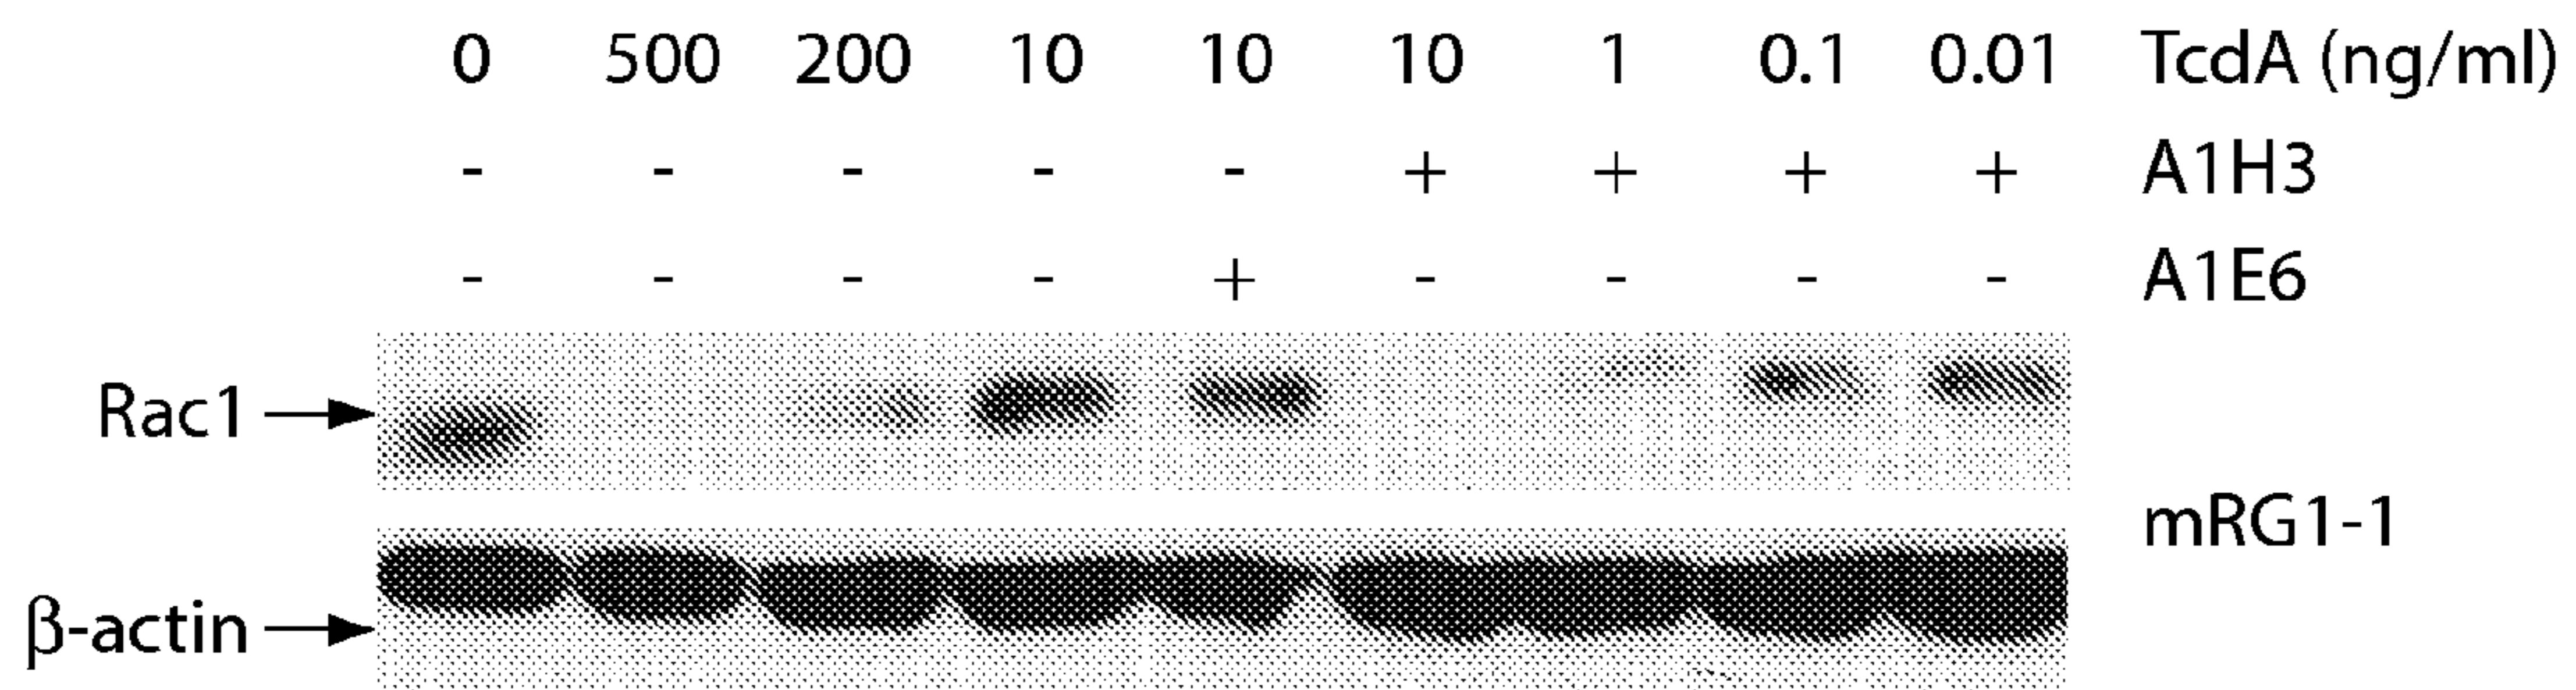 0 500 200 10 10 10 1 0.1 0.01 TcdA (ng/ml)
- - - - - + + + + A1H3
- - - - + - - - - A1E6
Rac1
mRG1-1
β-actin